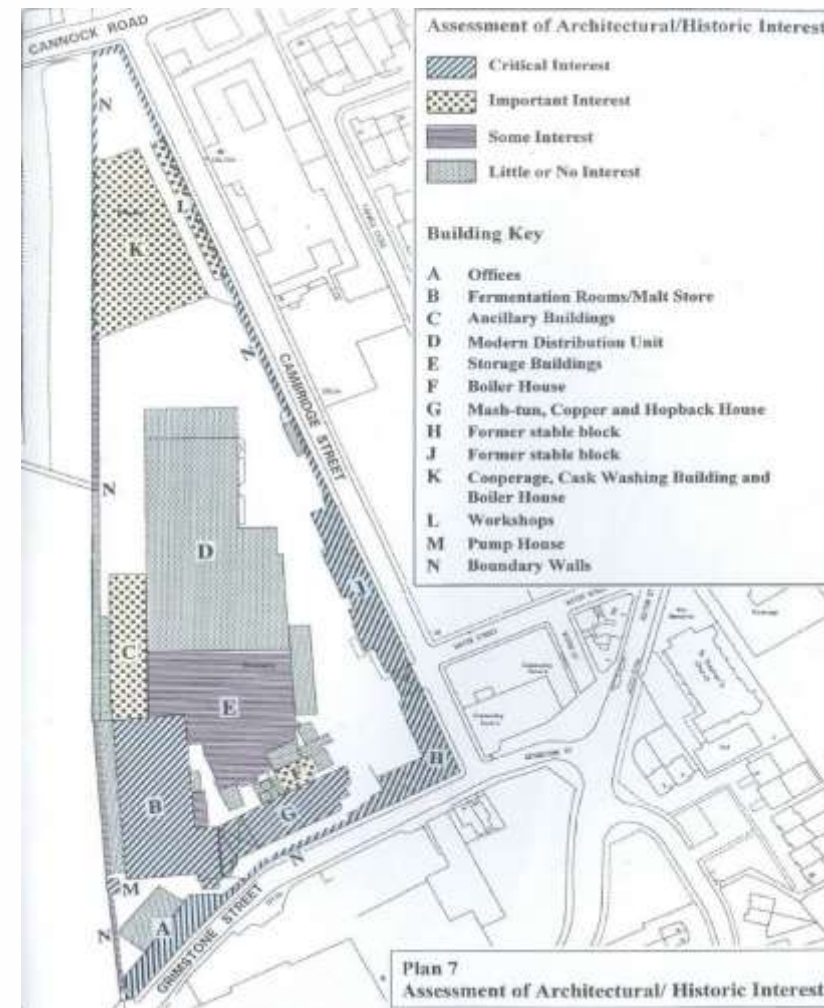 CANNOCK ROAD
Assessment of Architectural/Historic Interest
Critical Interest
Important Interest
Some Interest
Little or No Interest
Building Key
A Offices
B Fermentation Rooms/Malt Store
C Ancillary Buildings
D Modern Distribution Unit
E Storage Buildings
F Boiler House
G Mash-tun, Copper and Hopback House
H Former stable block
J Former stable block
K Cooperage, Cask Washing Building and
Boiler House
L Workshops
M Pump House
N Boundary Walls
N
L
K
N
CAMBRIDGE STREET
N
D
J
C
E
B
G
H
N
M
A
N
GRIMSTONE STREET
Plan 7
Assessment of Architectural/ Historic Interest